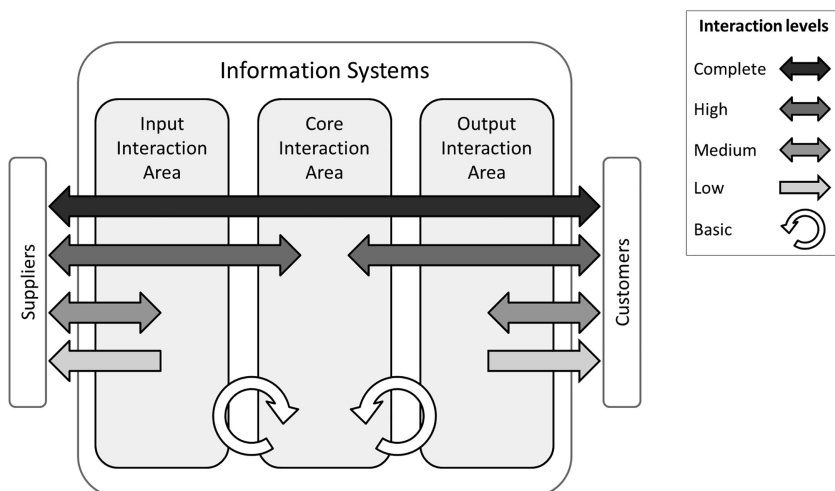 Information Systems
Input
Interaction
Area
Core
Interaction
Area
Output
Interaction
Area
Suppliers
Customers
Interaction levels
Complete
High
Medium
Low
Basic